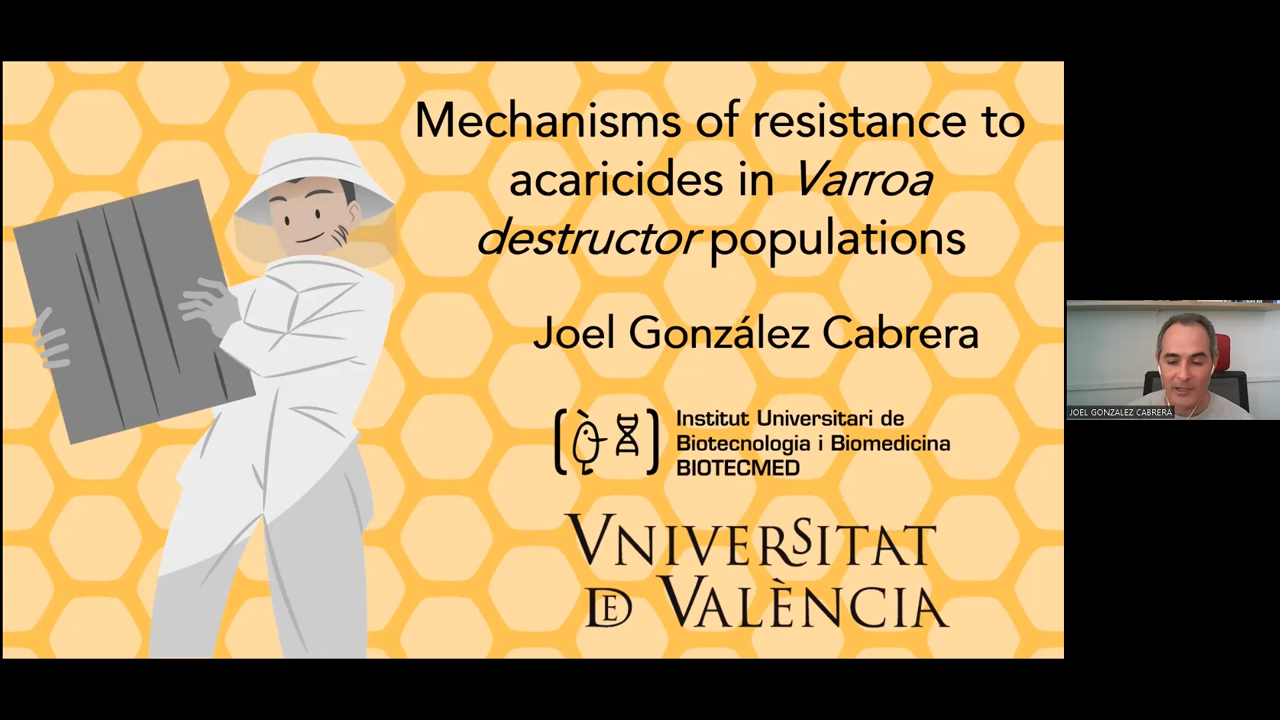 Mechanisms of resistance to
acaricides in Varroa
destructor populations
Joel González Cabrera
Institut Universitari de
Biotecnologia i Biomedicina
BIOTECMED
VNIVERSITAT
DE VALÈNCIA
JOEL GONZALEZ CABRERA